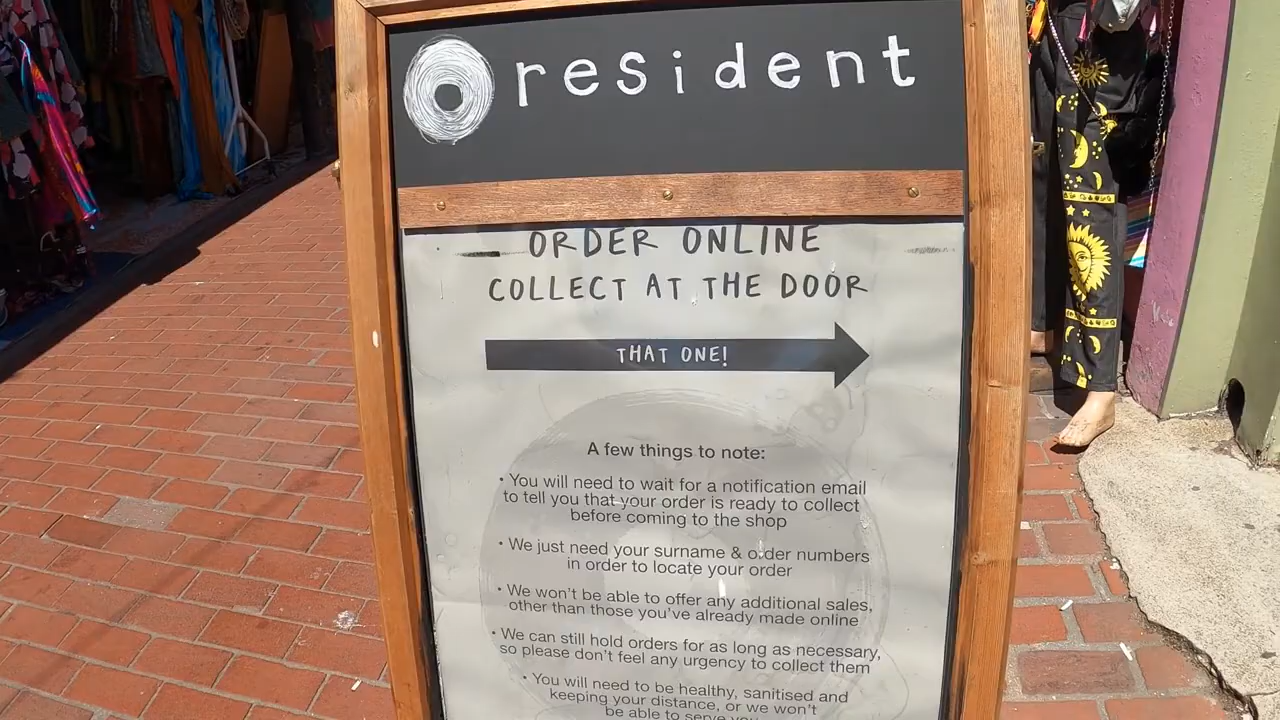 resident
ORDER ONLINE
COLLECT AT THE DOOR
THAT ONE!
A few things to note:
• You will need to wait for a notification email
to tell you that your order is ready to collect
before coming to the shop
• We just need your surname & order numbers
in order to locate your order
• We won't be able to offer any additional sales,
other than those you've already made online
• We can still hold orders for as long as necessary,
so please don't feel any urgency to collect them
• You will need to be healthy, sanitised and
keeping your distance, or we won't
be able to serve you